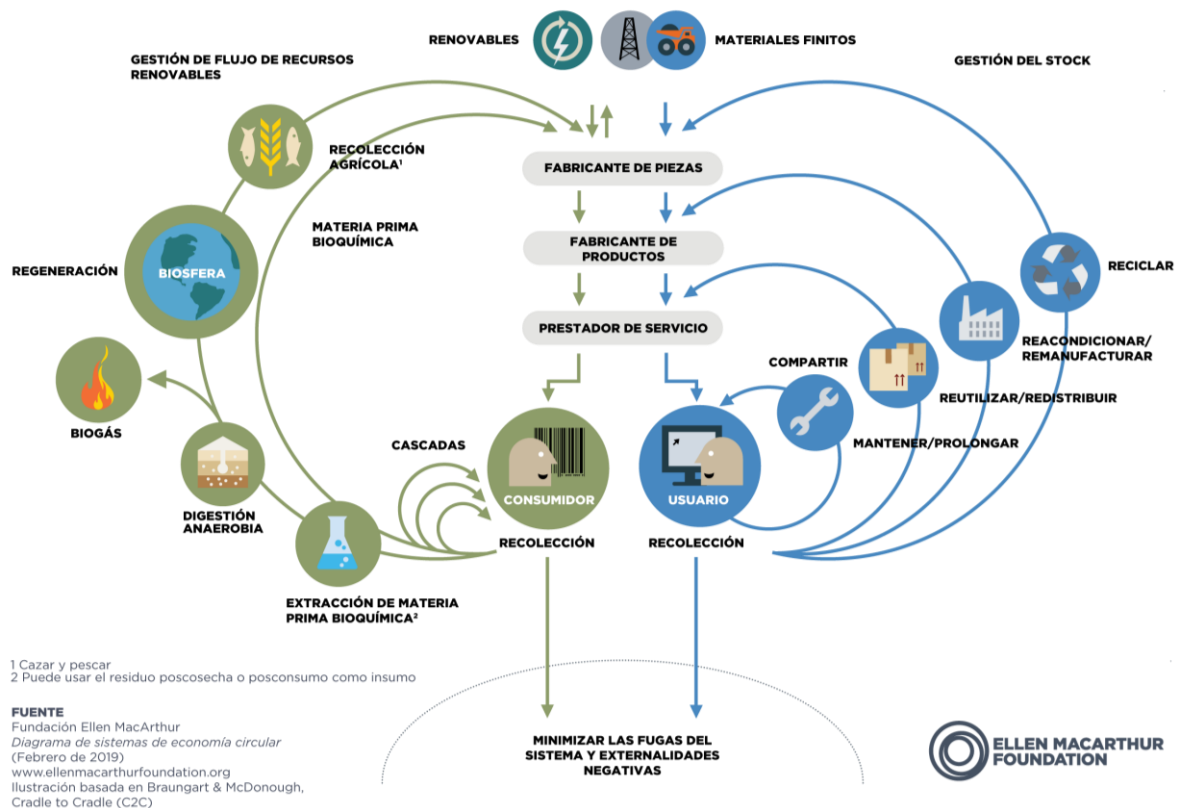 RENOVABLES
MATERIALES FINITOS
GESTIÓN DE FLUJO DE RECURSOS
RENOVABLES
GESTIÓN DEL STOCK
RECOLECCIÓN
AGRÍCOLA¹
FABRICANTE DE PIEZAS
MATERIA PRIMA
BIOQUÍMICA
FABRICANTE DE
PRODUCTOS
REGENERACIÓN
BIOSFERA
RECICLAR
PRESTADOR DE SERVICIO
REACONDICIONAR/
REMANUFACTURAR
COMPARTIR
REUTILIZAR/REDISTRIBUIR
BIOGÁS
CASCADAS
MANTENER/PROLONGAR
CONSUMIDOR
USUARIO
DIGESTIÓN
ANAEROBIA
RECOLECCIÓN
RECOLECCIÓN
EXTRACCIÓN DE MATERIA
PRIMA BIOQUÍMICA²
1 Cazar y pescar
2 Puede usar el residuo poscosecha o posconsumo como insumo
FUENTE
Fundación Ellen MacArthur
Diagrama de sistemas de economía circular
(Febrero de 2019)
www.ellenmacarthurfoundation.org
Ilustración basada en Braungart & McDonough,
Cradle to Cradle (C2C)
MINIMIZAR LAS FUGAS DEL
SISTEMA Y EXTERNALIDADES
NEGATIVAS
ELLEN MACARTHUR
FOUNDATION